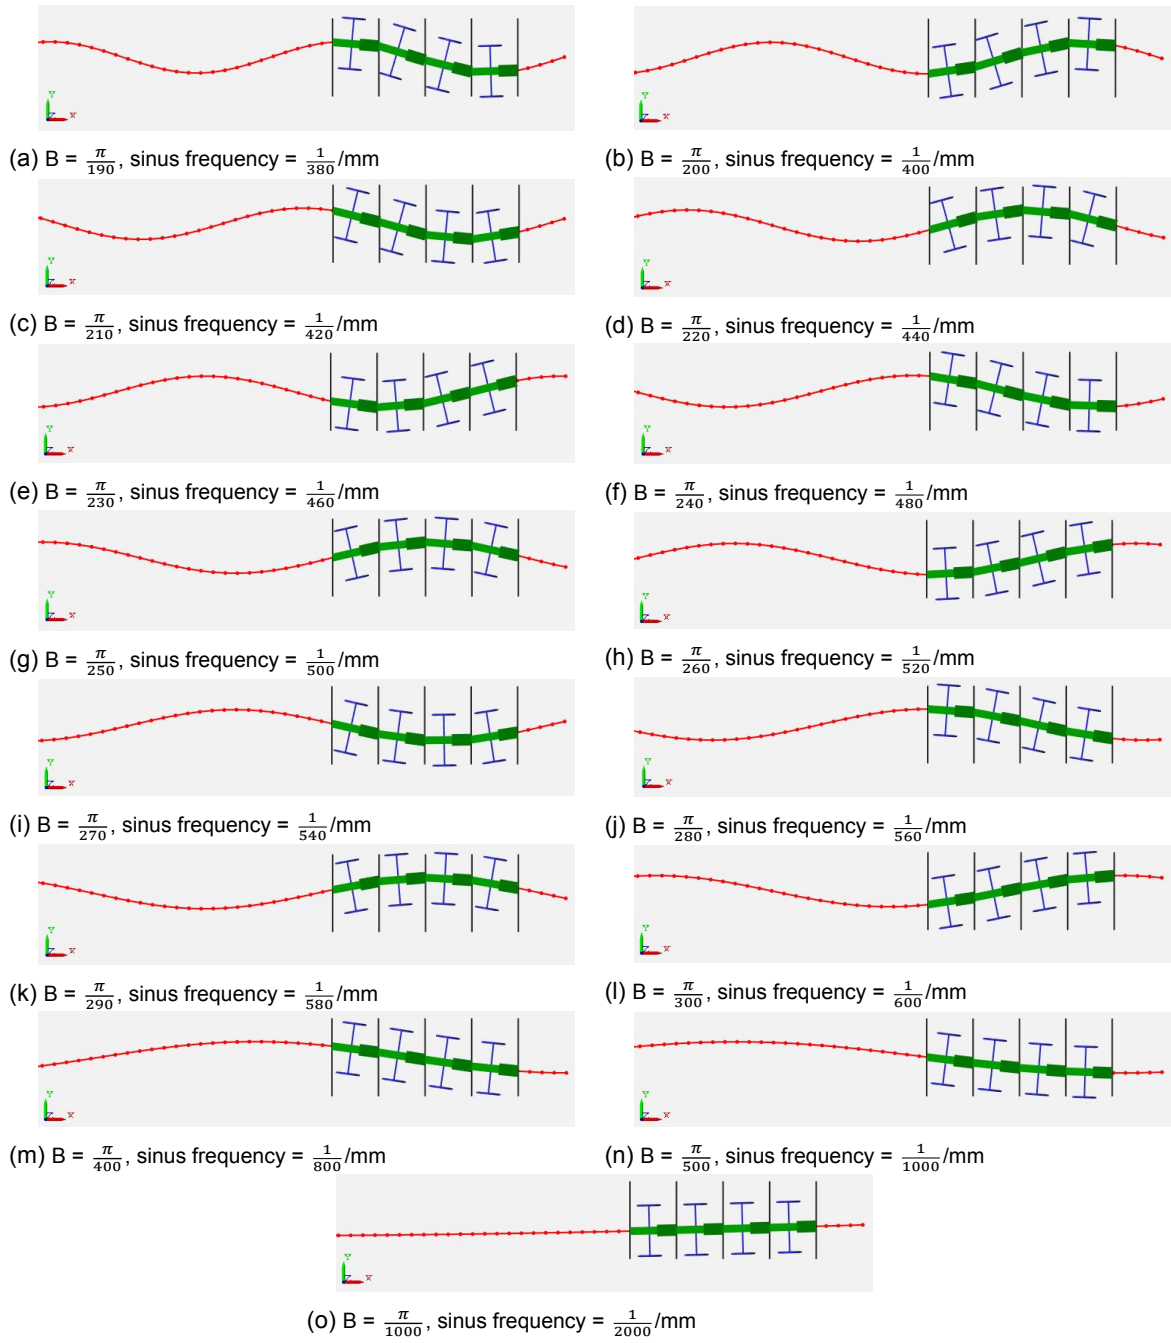 Y
Z X
Y
Z X
(a) B = π/190, sinus frequency = 1/380/mm
(b) B = π/200, sinus frequency = 1/400/mm
Y
Z X
Y
Z X
(c) B = π/210, sinus frequency = 1/420/mm
(d) B = π/220, sinus frequency = 1/440/mm
Y
Z X
Y
Z X
(e) B = π/230, sinus frequency = 1/460/mm
(f) B = π/240, sinus frequency = 1/480/mm
Y
Z X
Y
Z X
(g) B = π/250, sinus frequency = 1/500/mm
(h) B = π/260, sinus frequency = 1/520/mm
Y
Z X
Y
Z X
(i) B = π/270, sinus frequency = 1/540/mm
(j) B = π/280, sinus frequency = 1/560/mm
Y
Z X
Y
Z X
(k) B = π/290, sinus frequency = 1/580/mm
(l) B = π/300, sinus frequency = 1/600/mm
Y
Z X
Y
Z X
(m) B = π/400, sinus frequency = 1/800/mm
(n) B = π/500, sinus frequency = 1/1000/mm
Y
Z X
(o) B = π/1000, sinus frequency = 1/2000/mm